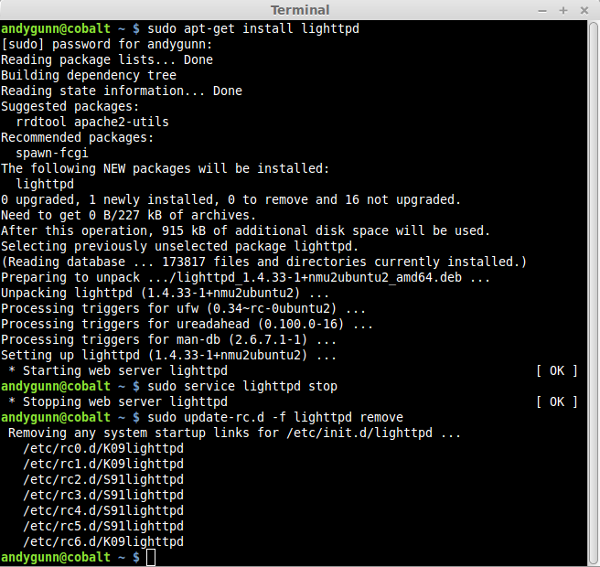 Terminal
andygunn@cobalt ~ $ sudo apt-get install lighttpd
[sudo] password for andygunn:
Reading package lists... Done
Building dependency tree
Reading state information... Done
Suggested packages:
  rrdtool apache2-utils
Recommended packages:
  spawn-fcgi
The following NEW packages will be installed:
  lighttpd
0 upgraded, 1 newly installed, 0 to remove and 16 not upgraded.
Need to get 0 B/227 kB of archives.
After this operation, 915 kB of additional disk space will be used.
Selecting previously unselected package lighttpd.
(Reading database ... 173817 files and directories currently installed.)
Preparing to unpack .../lighttpd_1.4.33-1+nmu2ubuntu2_amd64.deb ...
Unpacking lighttpd (1.4.33-1+nmu2ubuntu2) ...
Processing triggers for ufw (0.34~rc-0ubuntu2) ...
Processing triggers for ureadahead (0.100.0-16) ...
Processing triggers for man-db (2.6.7.1-1) ...
Setting up lighttpd (1.4.33-1+nmu2ubuntu2) ...
 * Starting web server lighttpd [ OK ]
andygunn@cobalt ~ $ sudo service lighttpd stop
 * Stopping web server lighttpd [ OK ]
andygunn@cobalt ~ $ sudo update-rc.d -f lighttpd remove
 Removing any system startup links for /etc/init.d/lighttpd ...
   /etc/rc0.d/K09lighttpd
   /etc/rc1.d/K09lighttpd
   /etc/rc2.d/S91lighttpd
   /etc/rc3.d/S91lighttpd
   /etc/rc4.d/S91lighttpd
   /etc/rc5.d/S91lighttpd
   /etc/rc6.d/K09lighttpd
andygunn@cobalt ~ $